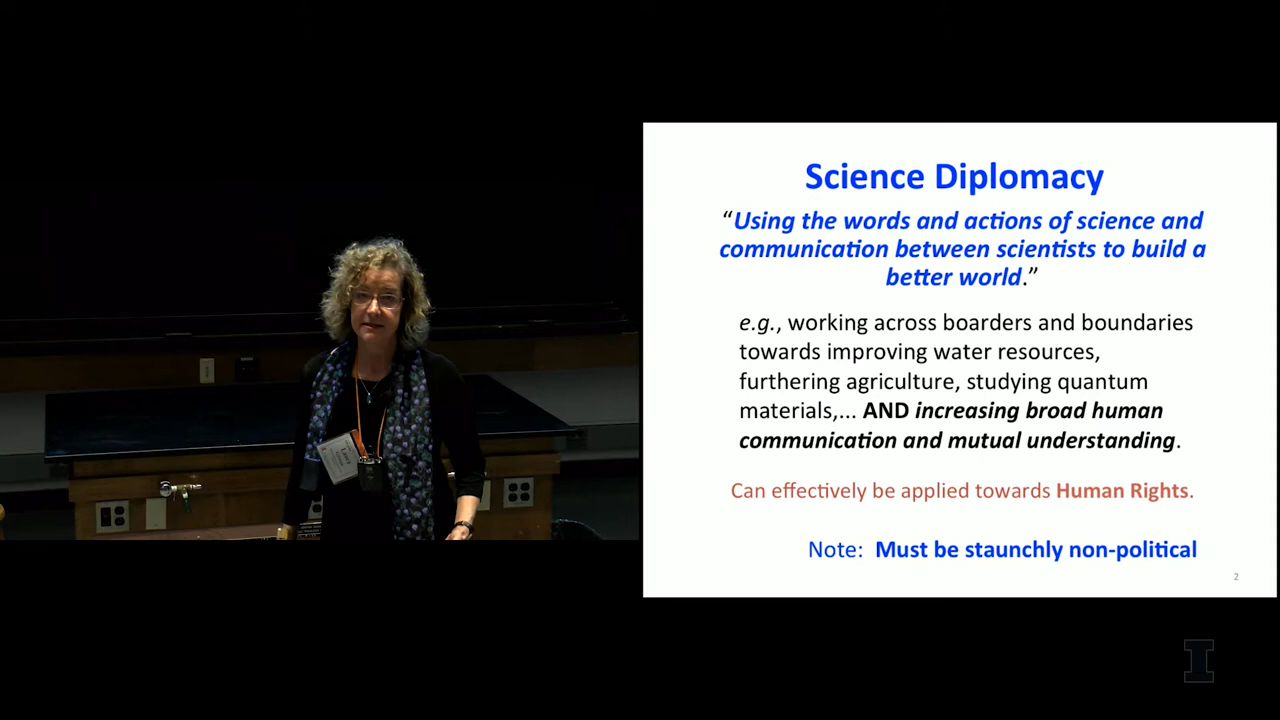 Science Diplomacy
“Using the words and actions of science and
communication between scientists to build a
better world.”
e.g., working across boarders and boundaries
towards improving water resources,
furthering agriculture, studying quantum
materials,... AND increasing broad human
communication and mutual understanding.
Can effectively be applied towards Human Rights.
Note: Must be staunchly non-political
2